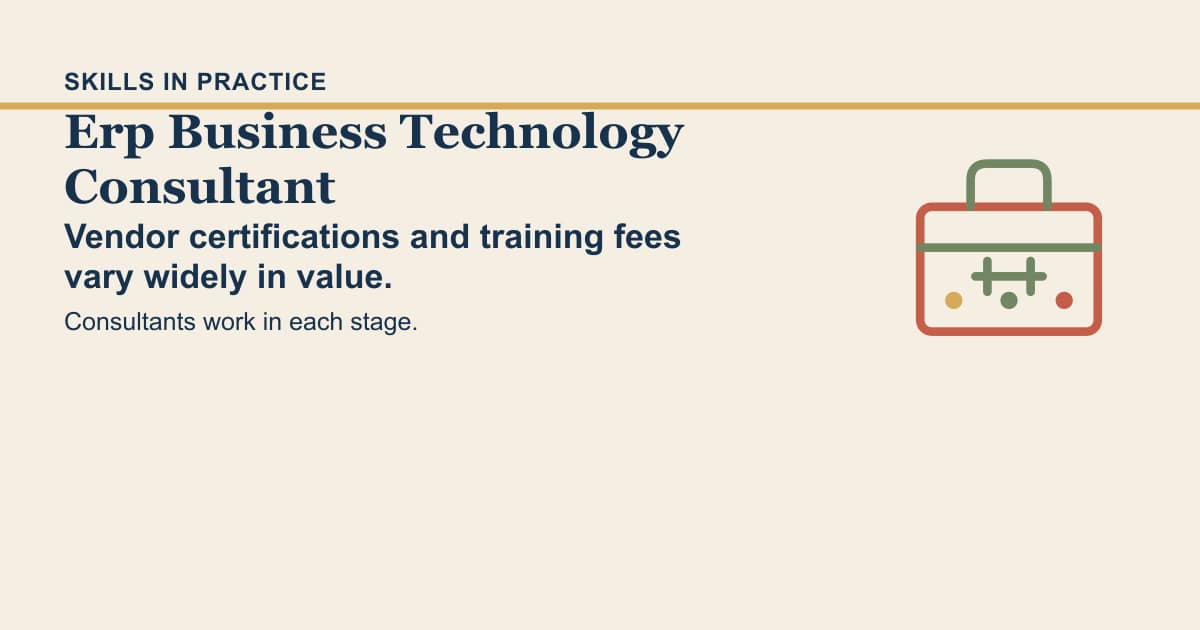 SKILLS IN PRACTICE
Erp Business Technology
Consultant
Vendor certifications and training fees
vary widely in value.
Consultants work in each stage.